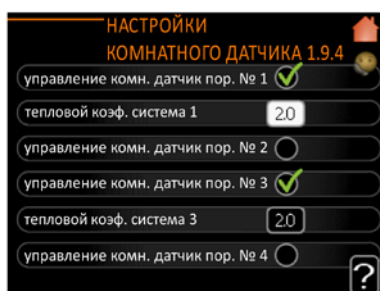 НАСТРОЙКИ
КОМНАТНОГО ДАТЧИКА 1.9.4
управление комн. датчик пор. № 1
тепловой коэф. система 1 2.0
управление комн. датчик пор. № 2
управление комн. датчик пор. № 3
тепловой коэф. система 3 2.0
управление комн. датчик пор. № 4
?